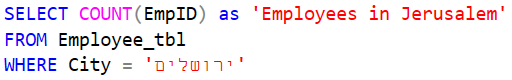 SELECT COUNT(EmpID) as 'Employees in Jerusalem'
FROM Employee_tbl
WHERE City = 'ירושלים'